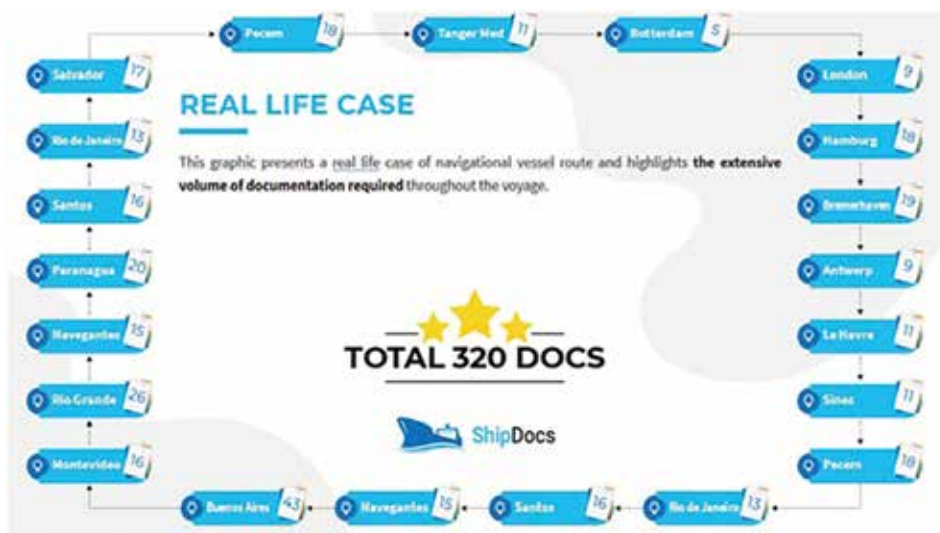 Pecem 18
Tanger Med 11
Rotterdam 5
Salvador 17
London 9
REAL LIFE CASE
Rio de Janeiro 13
Hamburg 18
This graphic presents a real life case of navigational vessel route and highlights the extensive
volume of documentation required throughout the voyage.
Santos 16
Bremerhaven 19
Paranagua 20
Antwerp 9
Navegantes 15
Le Havre 11
TOTAL 320 DOCS
Rio Grande 26
Sines 11
ShipDocs
Montevideo 16
Pecem 18
Buenos Aires 43
Navegantes 15
Santos 16
Rio de Janeiro 13